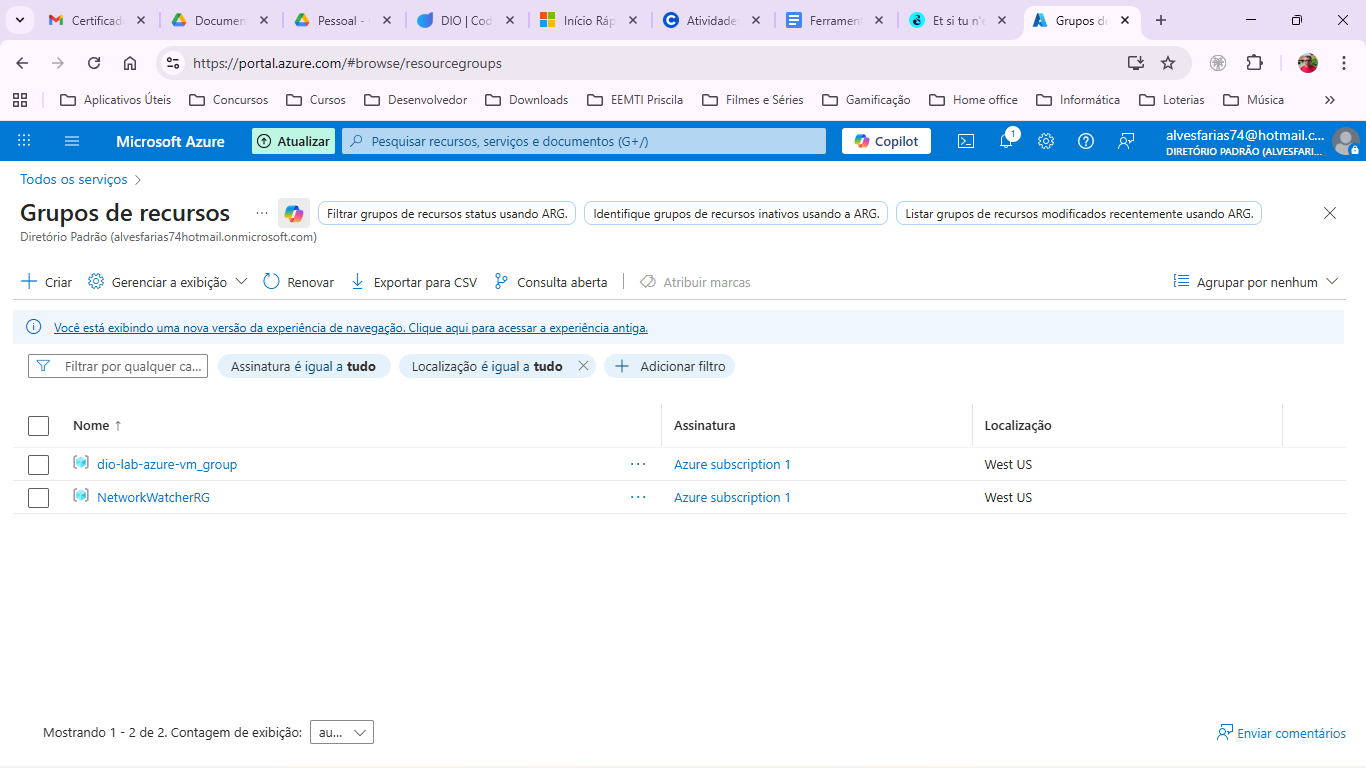 Certificado
Documen
Pessoal -
DIO | Cod
Início Ráp
Atividade
Ferrament
Et si tu n'e
Grupos de
https://portal.azure.com/#browse/resourcegroups
Aplicativos Úteis Concursos Cursos Desenvolvedor Downloads EEMTI Priscila Filmes e Séries Gamificação Home office Informática Loterias Música
Microsoft Azure Atualizar Pesquisar recursos, serviços e documentos (G+/) Copilot 1 alvesfarias74@hotmail.c...
DIRETÓRIO PADRÃO (ALVESFARI...
Todos os serviços
Grupos de recursos ... Filtrar grupos de recursos status usando ARG. Identifique grupos de recursos inativos usando a ARG. Listar grupos de recursos modificados recentemente usando ARG.
Diretório Padrão (alvesfarias74hotmail.onmicrosoft.com)
Criar Gerenciar a exibição Renovar Exportar para CSV Consulta aberta Atribuir marcas Agrupar por nenhum
Você está exibindo uma nova versão da experiência de navegação. Clique aqui para acessar a experiência antiga.
Filtrar por qualquer ca... Assinatura é igual a tudo Localização é igual a tudo Adicionar filtro
Nome ↑ Assinatura Localização
dio-lab-azure-vm_group ... Azure subscription 1 West US
NetworkWatcherRG ... Azure subscription 1 West US
Mostrando 1 - 2 de 2. Contagem de exibição: au... Enviar comentários